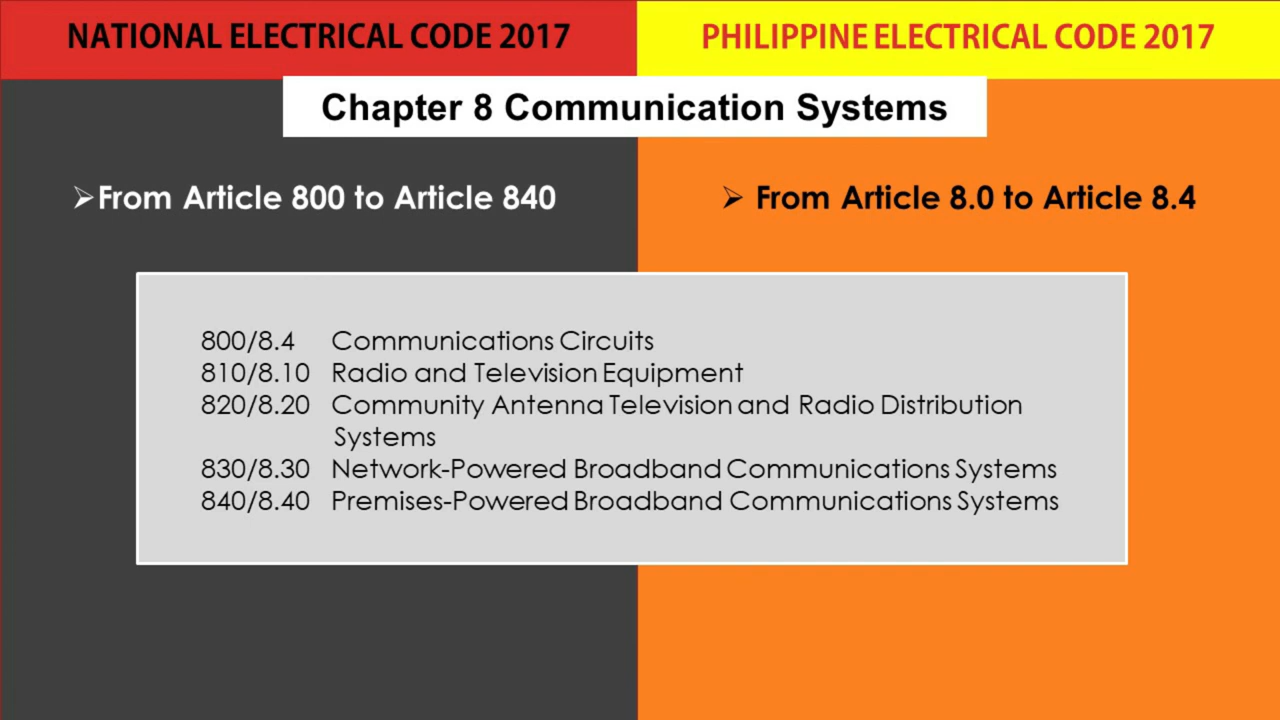 NATIONAL ELECTRICAL CODE 2017
PHILIPPINE ELECTRICAL CODE 2017
Chapter 8 Communication Systems
➢From Article 800 to Article 840
➢ From Article 8.0 to Article 8.4
800/8.4 Communications Circuits
810/8.10 Radio and Television Equipment
820/8.20 Community Antenna Television and Radio Distribution
Systems
830/8.30 Network-Powered Broadband Communications Systems
840/8.40 Premises-Powered Broadband Communications Systems